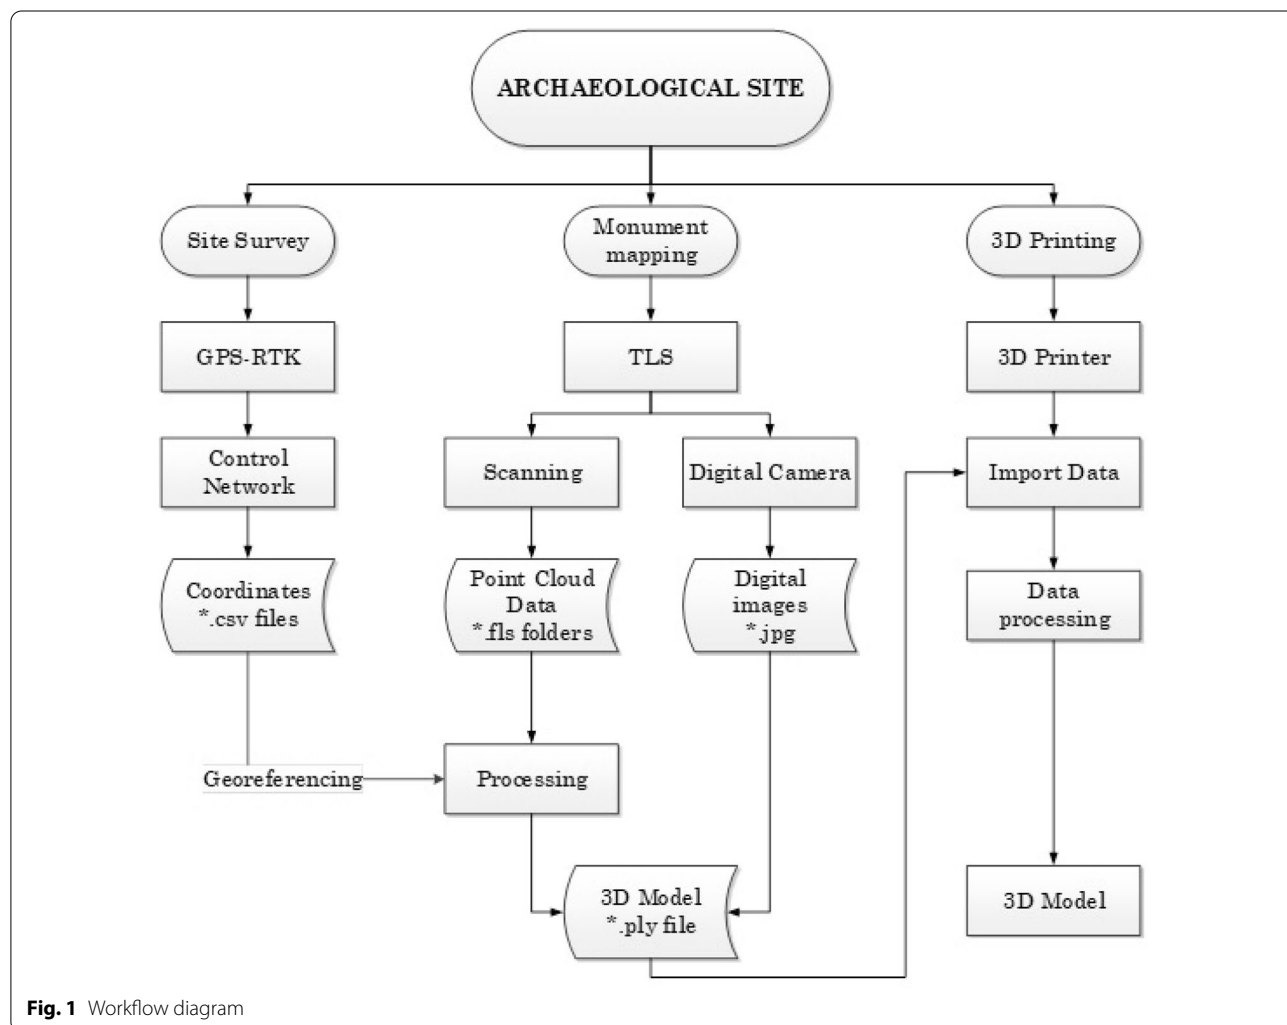 ARCHAEOLOGICAL SITE
Site Survey
Monument
mapping
3D Printing
GPS-RTK
TLS
3D Printer
Control
Network
Scanning
Digital Camera
Import Data
Coordinates
*.csv files
Point Cloud
Data
*.fls folders
Digital
images
*.jpg
Data
processing
Georeferencing
Processing
3D Model
*.ply file
3D Model
Fig. 1 Workflow diagram